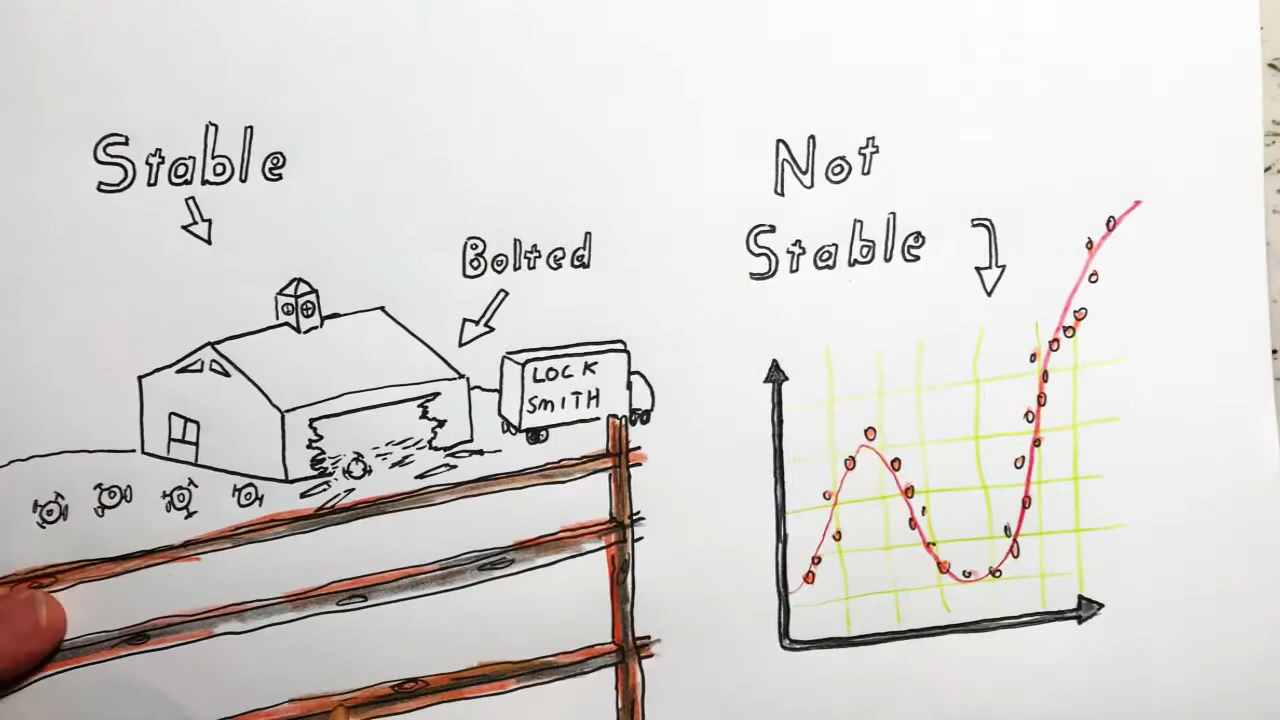 Stable
Bolted
LOCK
SMITH
Not
Stable